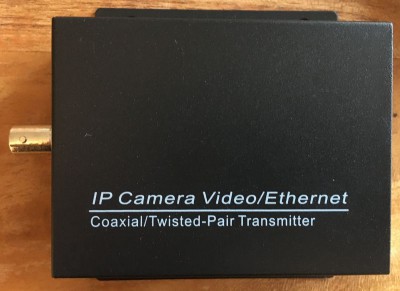 IP Camera Video/Ethernet
Coaxial/Twisted-Pair Transmitter